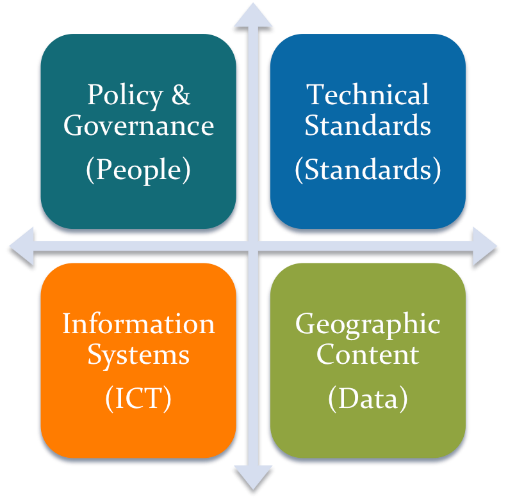 Policy &
Governance
(People)
Technical
Standards
(Standards)
Information
Systems
(ICT)
Geographic
Content
(Data)